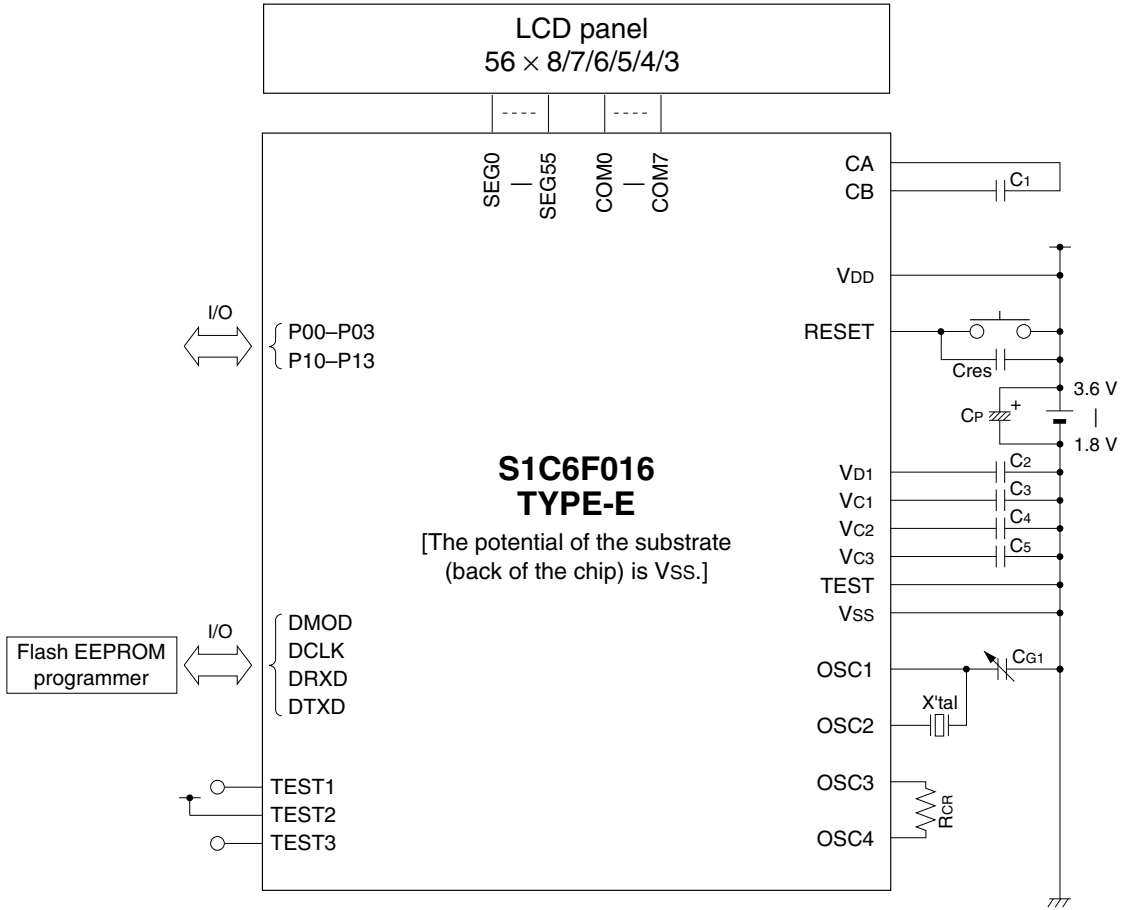 LCD panel
56 × 8/7/6/5/4/3
SEG0
SEG55
COM0
COM7
CA
CB
C1
VDD
RESET
Cres
CP
+
3.6 V
|
1.8 V
I/O
P00–P03
P10–P13
S1C6F016
TYPE-E
[The potential of the substrate
(back of the chip) is VSS.]
VD1
C2
VC1
C3
VC2
C4
VC3
C5
TEST
VSS
I/O
Flash EEPROM
programmer
DMOD
DCLK
DRXD
DTXD
OSC1
CG1
X'tal
OSC2
OSC3
RCR
OSC4
TEST1
TEST2
TEST3